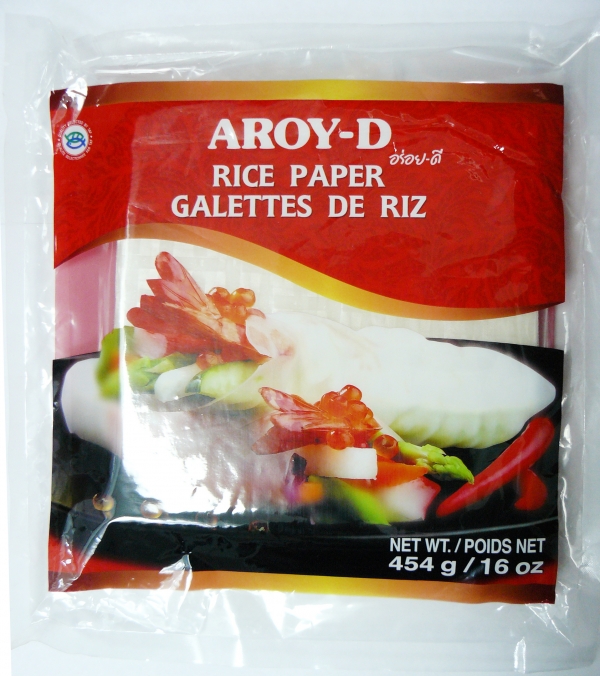 AROY-D
อร่อย-ดี
RICE PAPER
GALETTES DE RIZ
NET WT. / POIDS NET
454 g / 16 oz